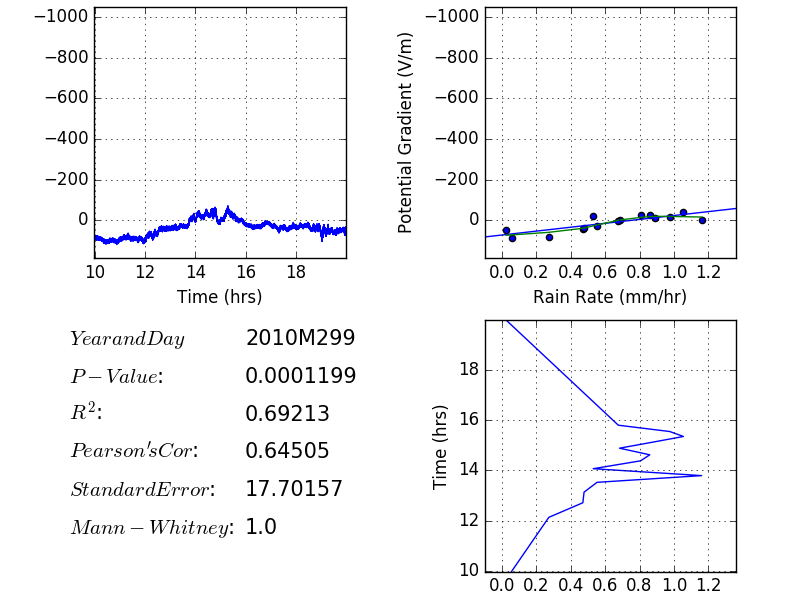 −1000
−800
−600
−400
−200
0
10 12 14 16 18
Time (hrs)
Potential Gradient (V/m)
−1000
−800
−600
−400
−200
0
0.0 0.2 0.4 0.6 0.8 1.0 1.2
Rain Rate (mm/hr)
YearandDay 2010M299
P − Value: 0.0001199
R²: 0.69213
Pearson'sCor: 0.64505
StandardError: 17.70157
Mann − Whitney: 1.0
Time (hrs)
18
16
14
12
10
0.0 0.2 0.4 0.6 0.8 1.0 1.2